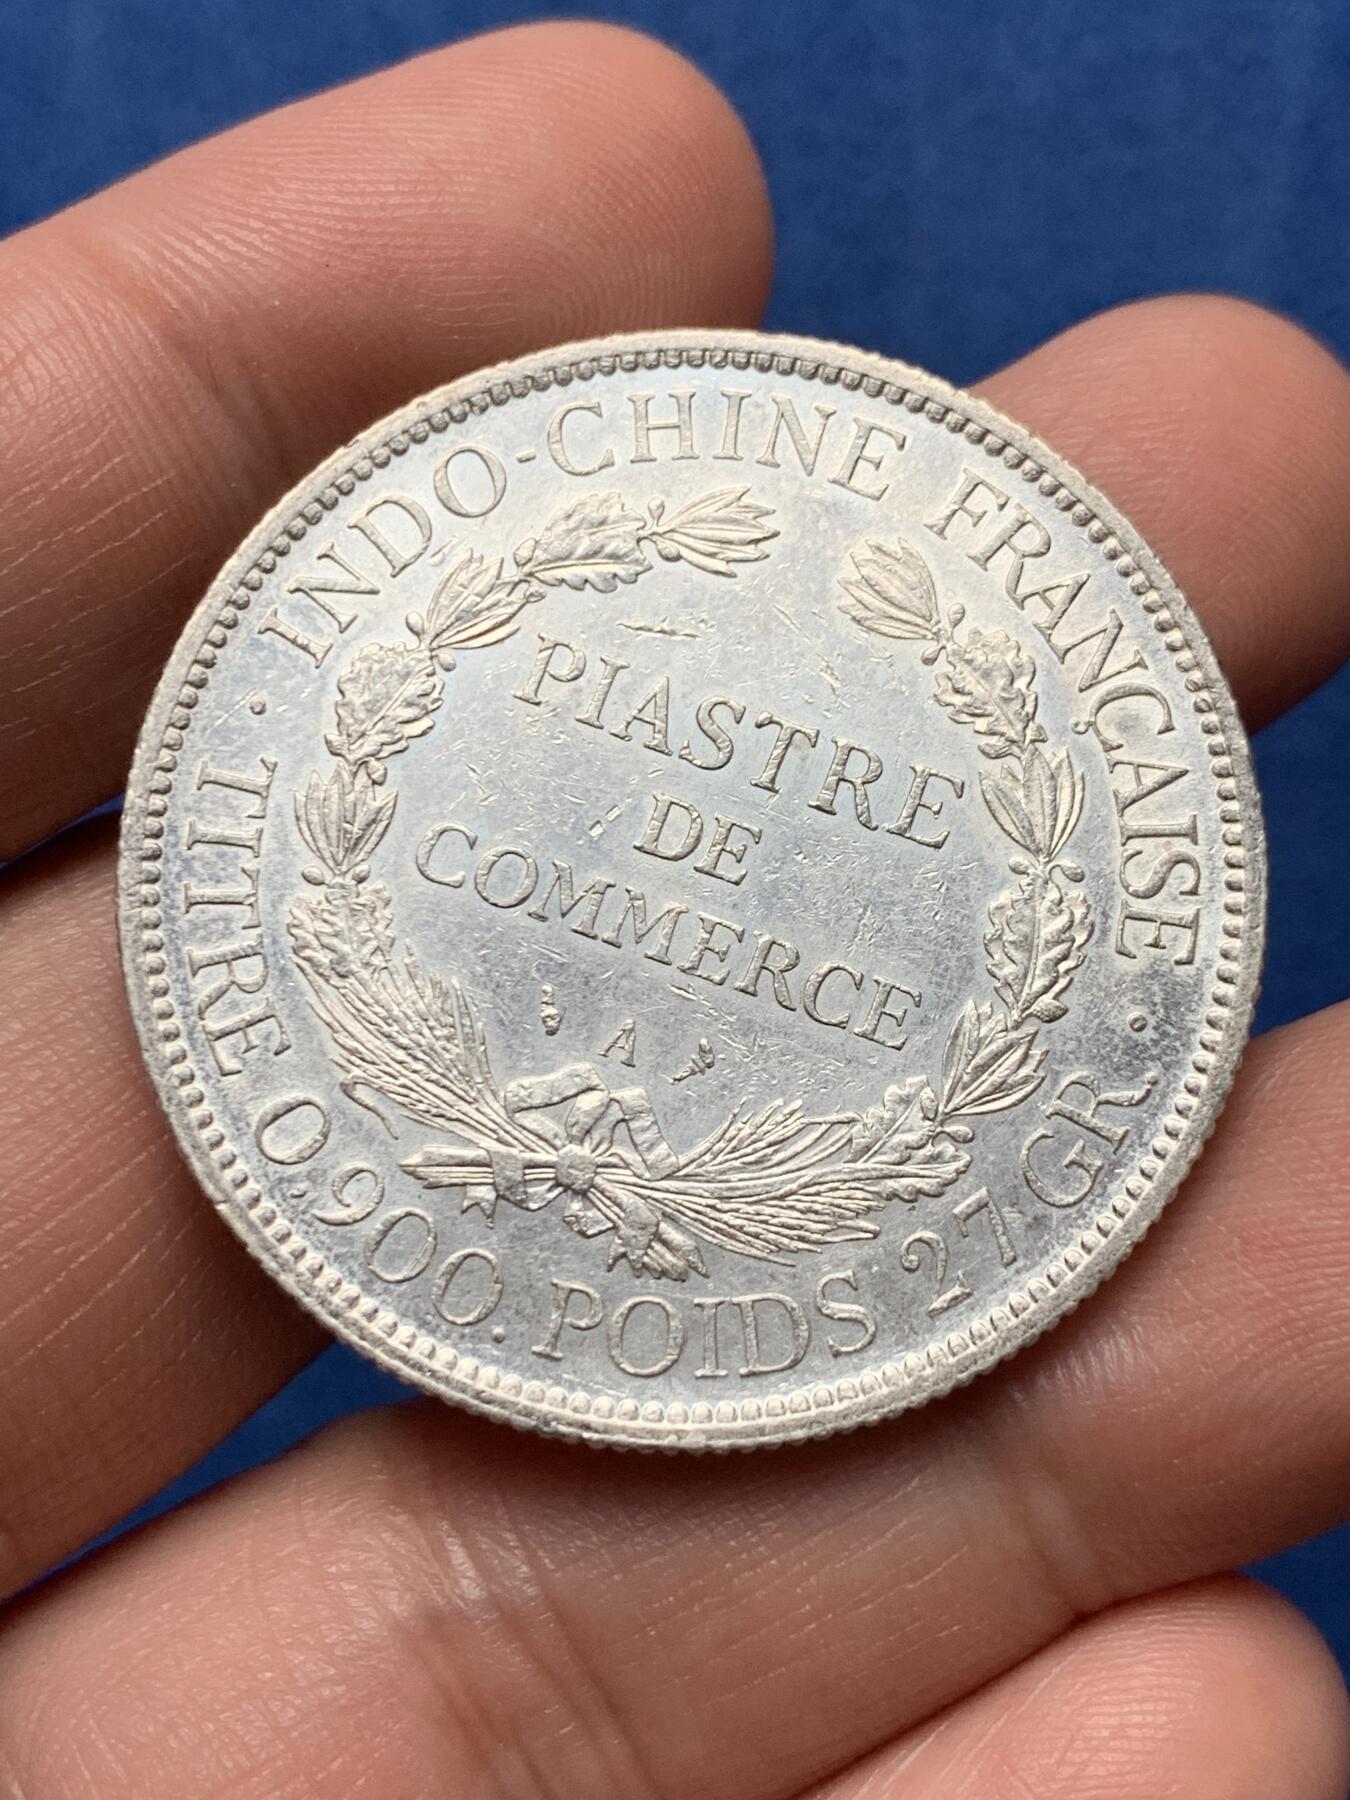 INDO-CHINE FRANÇAISE
PIASTRE
DE
COMMERCE
A
· TITRE 0,900. POIDS 27 GR. ·